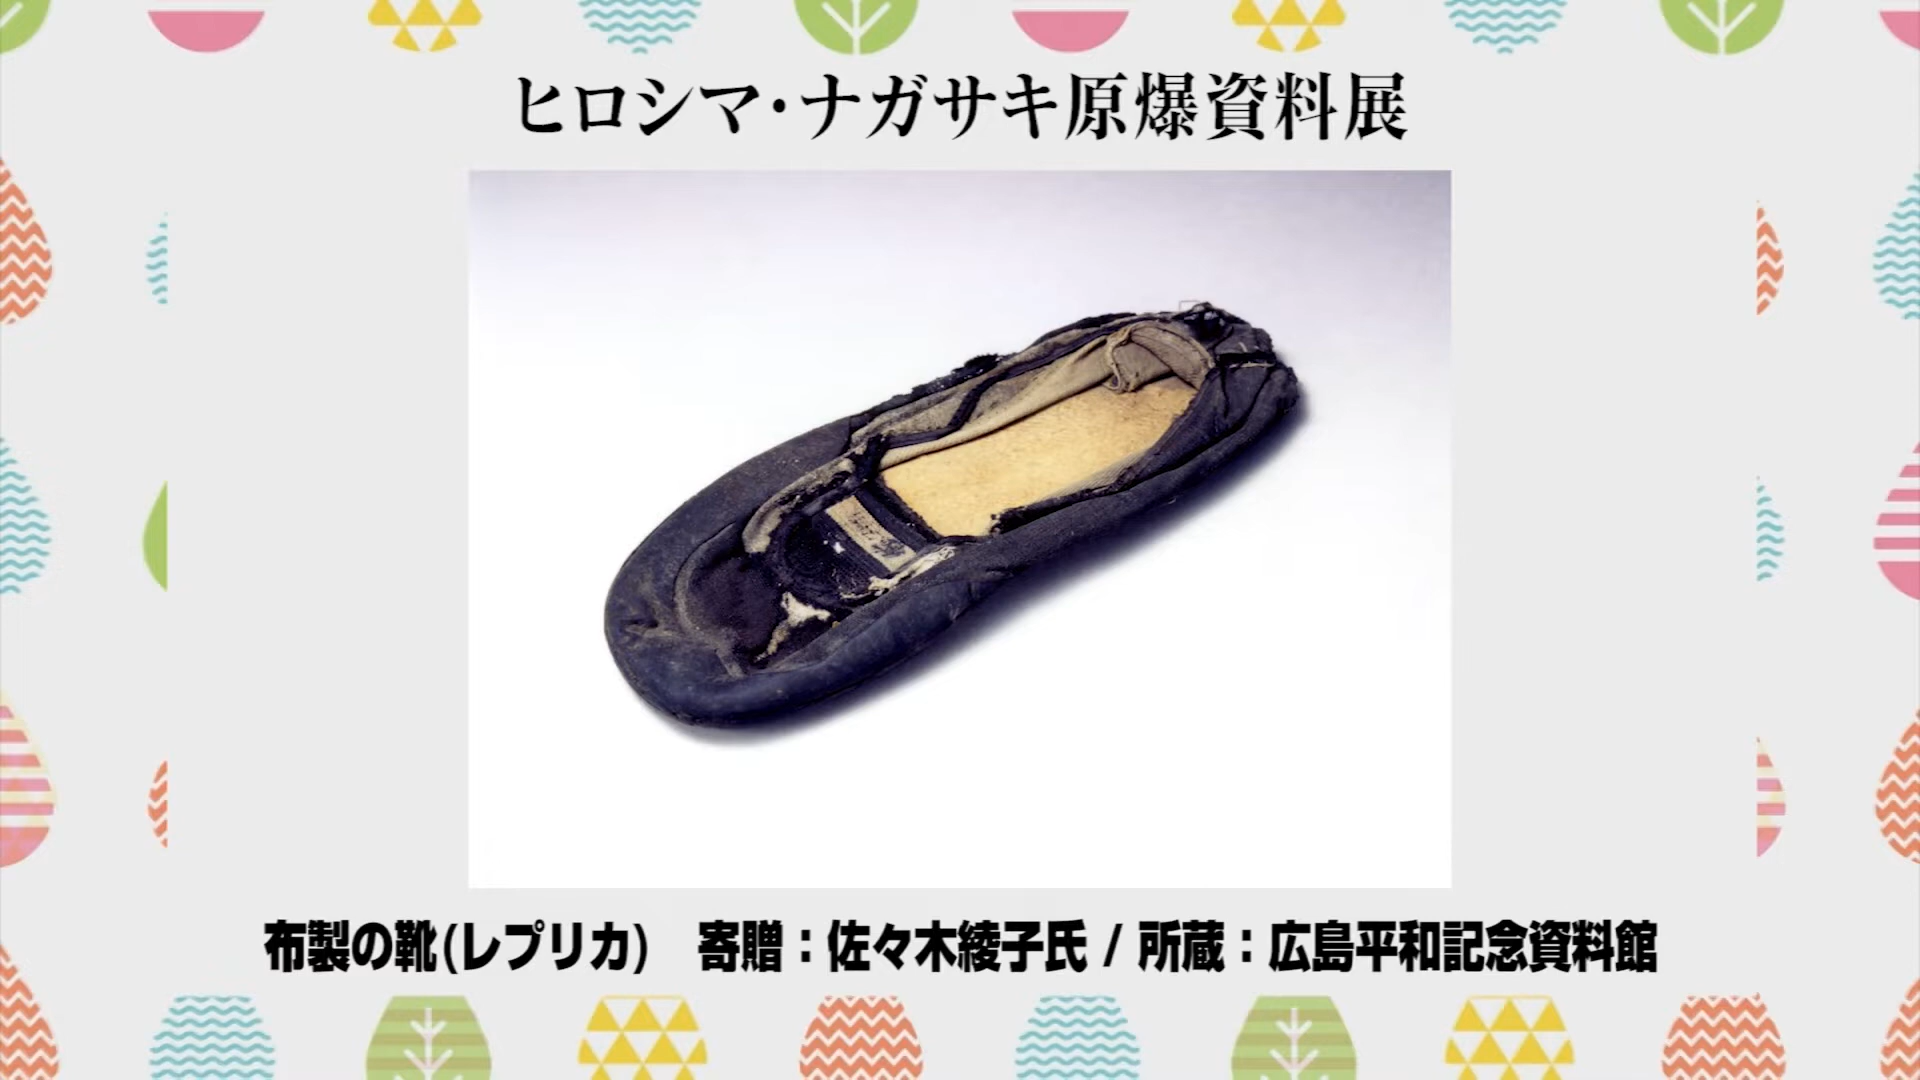 ヒロシマ・ナガサキ原爆資料展
布製の靴(レプリカ)　寄贈：佐々木綾子氏 / 所蔵：広島平和記念資料館